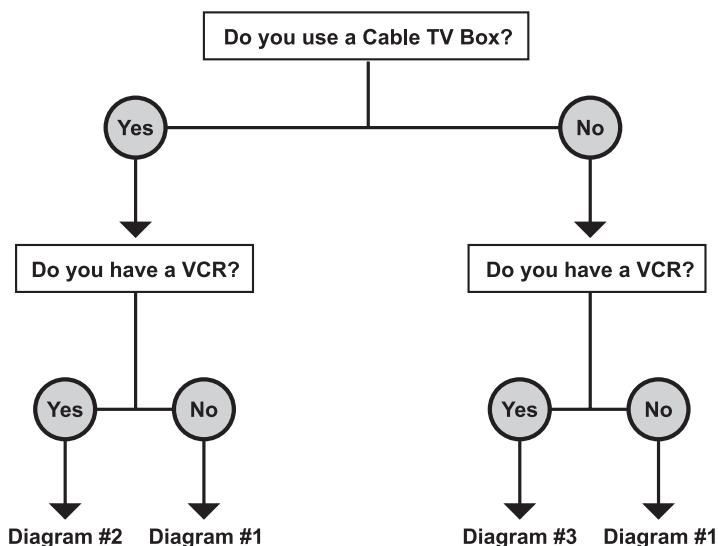 Do you use a Cable TV Box?
Yes
No
Do you have a VCR?
Do you have a VCR?
Yes
No
Yes
No
Diagram #2
Diagram #1
Diagram #3
Diagram #1